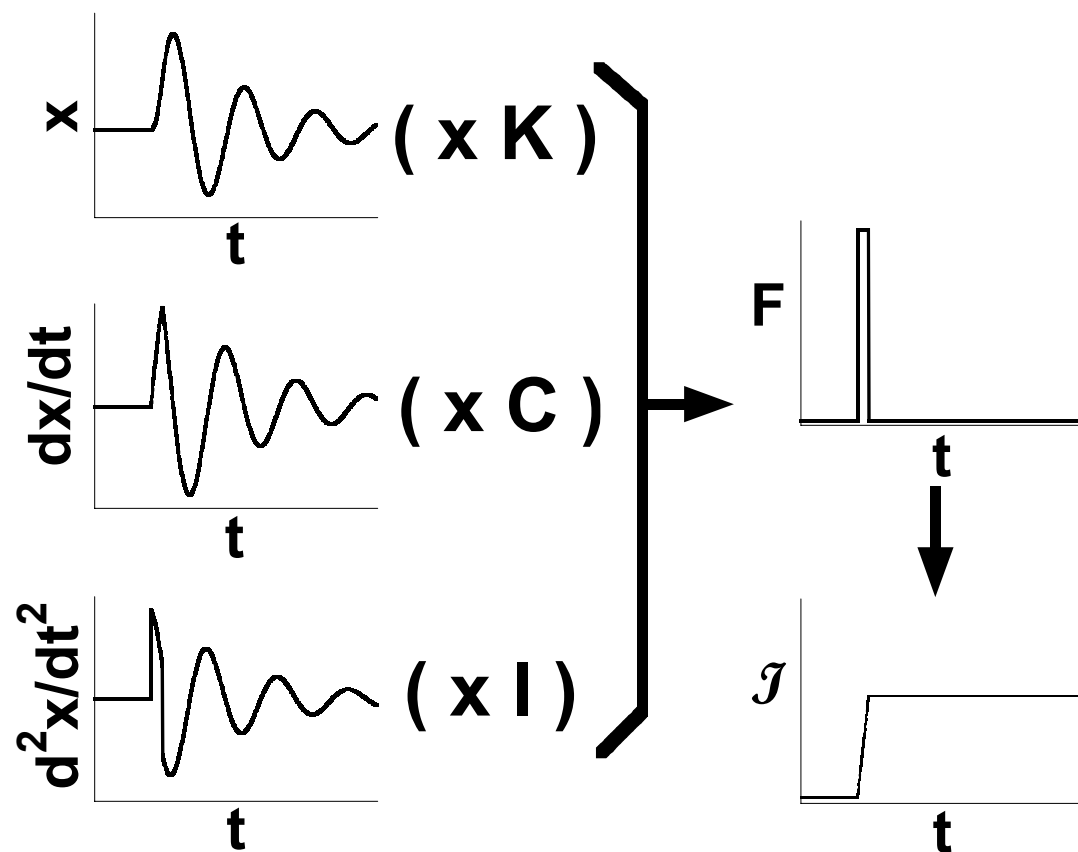 x
( x K )
t
dx/dt
( x C )
t
d²x/dt²
( x I )
t
F
t
ℐ
t